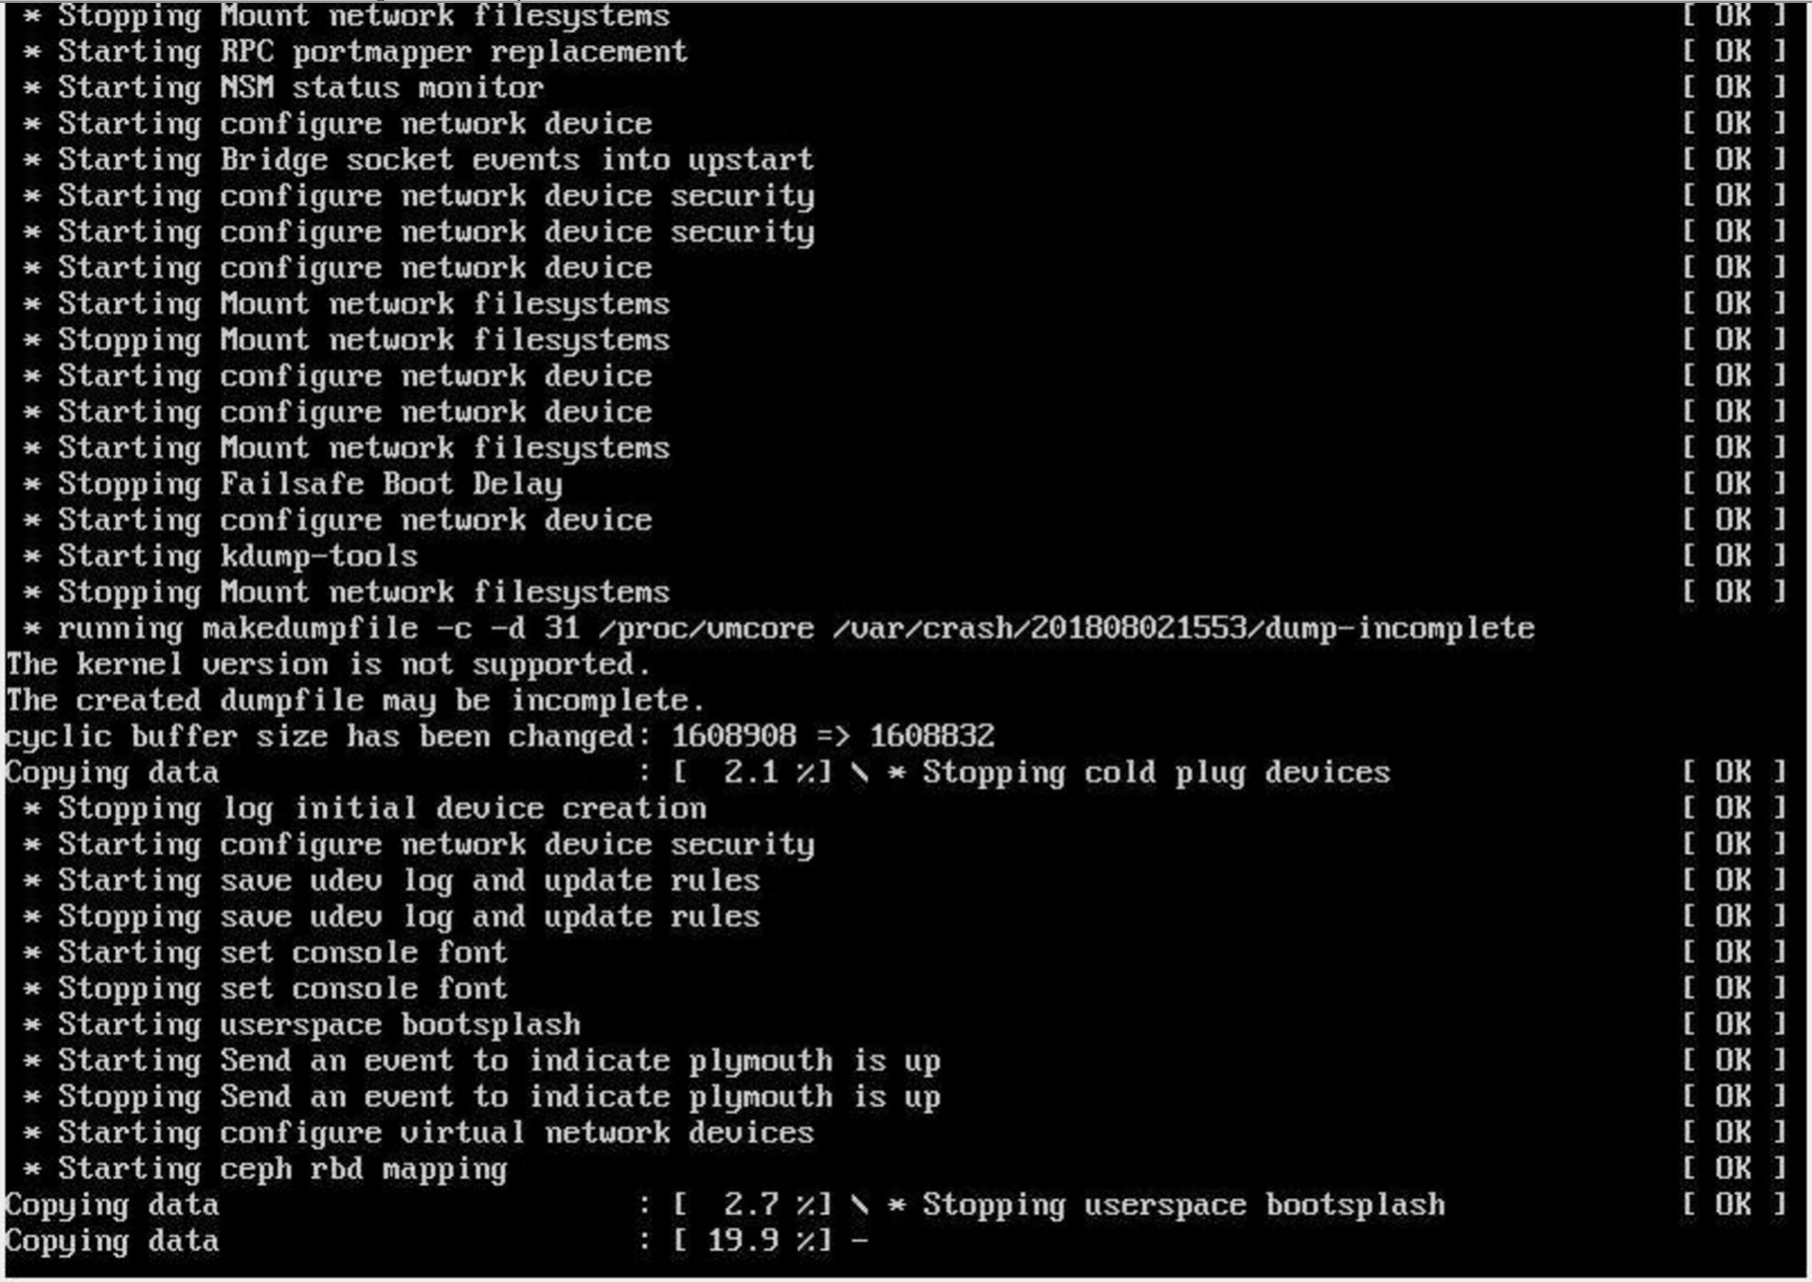 * Stopping Mount network filesystems [ OK ]
* Starting RPC portmapper replacement [ OK ]
* Starting NSM status monitor [ OK ]
* Starting configure network device [ OK ]
* Starting Bridge socket events into upstart [ OK ]
* Starting configure network device security [ OK ]
* Starting configure network device security [ OK ]
* Starting configure network device [ OK ]
* Starting Mount network filesystems [ OK ]
* Stopping Mount network filesystems [ OK ]
* Starting configure network device [ OK ]
* Starting configure network device [ OK ]
* Starting Mount network filesystems [ OK ]
* Stopping Failsafe Boot Delay [ OK ]
* Starting configure network device [ OK ]
* Starting kdump-tools [ OK ]
* Stopping Mount network filesystems [ OK ]
* running makedumpfile -c -d 31 /proc/vmcore /var/crash/201808021553/dump-incomplete
The kernel version is not supported.
The created dumpfile may be incomplete.
cyclic buffer size has been changed: 1608908 => 1608832
Copying data : [ 2.1 %] \ * Stopping cold plug devices [ OK ]
* Stopping log initial device creation [ OK ]
* Starting configure network device security [ OK ]
* Starting save udev log and update rules [ OK ]
* Stopping save udev log and update rules [ OK ]
* Starting set console font [ OK ]
* Stopping set console font [ OK ]
* Starting userspace bootsplash [ OK ]
* Starting Send an event to indicate plymouth is up [ OK ]
* Stopping Send an event to indicate plymouth is up [ OK ]
* Starting configure virtual network devices [ OK ]
* Starting ceph rbd mapping [ OK ]
Copying data : [ 2.7 %] \ * Stopping userspace bootsplash [ OK ]
Copying data : [ 19.9 %] -